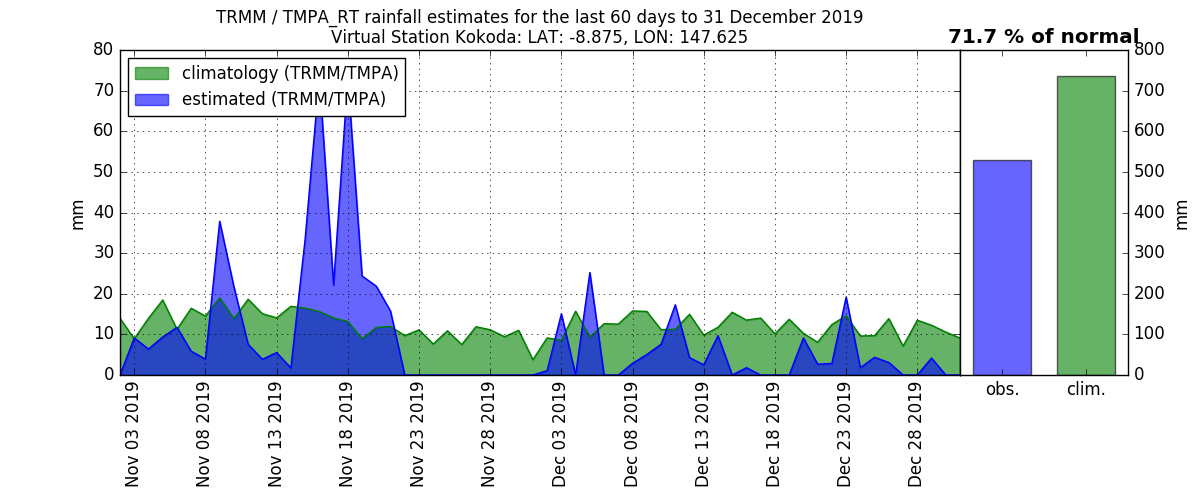 TRMM / TMPA_RT rainfall estimates for the last 60 days to 31 December 2019
Virtual Station Kokoda: LAT: -8.875, LON: 147.625
71.7 % of normal
climatology (TRMM/TMPA)
estimated (TRMM/TMPA)
80
70
60
50
40
30
20
10
0
mm
Nov 03 2019
Nov 08 2019
Nov 13 2019
Nov 18 2019
Nov 23 2019
Nov 28 2019
Dec 03 2019
Dec 08 2019
Dec 13 2019
Dec 18 2019
Dec 23 2019
Dec 28 2019
obs.
clim.
800
700
600
500
400
300
200
100
0
mm